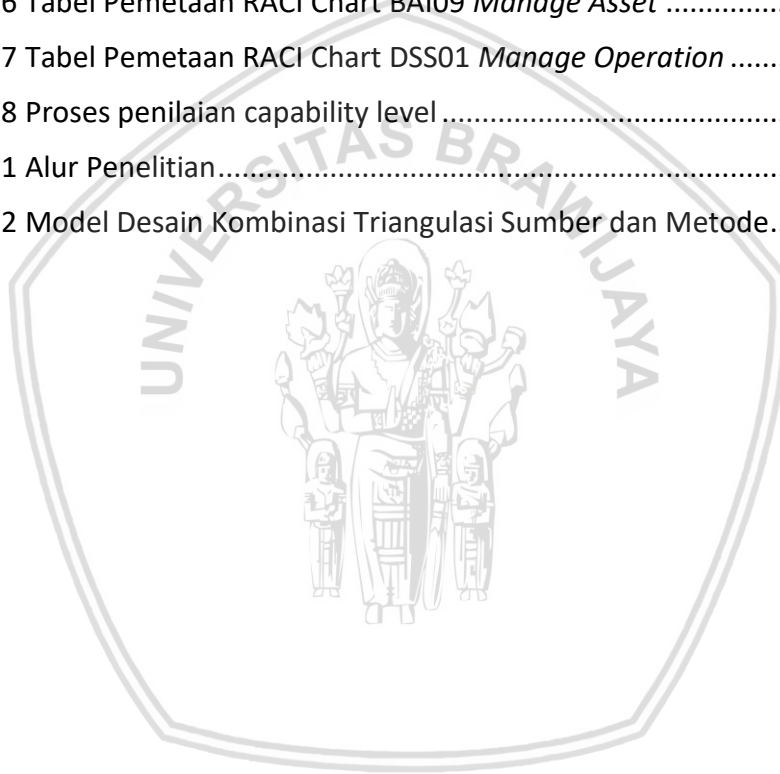 6 Tabel Pemetaan RACI Chart BAI09 Manage Asset ................
7 Tabel Pemetaan RACI Chart DSS01 Manage Operation .......
8 Proses penilaian capability level ............................................
1 Alur Penelitian.........................................................................
2 Model Desain Kombinasi Triangulasi Sumber dan Metode..
UNIVERSITAS BRAWIJAYA